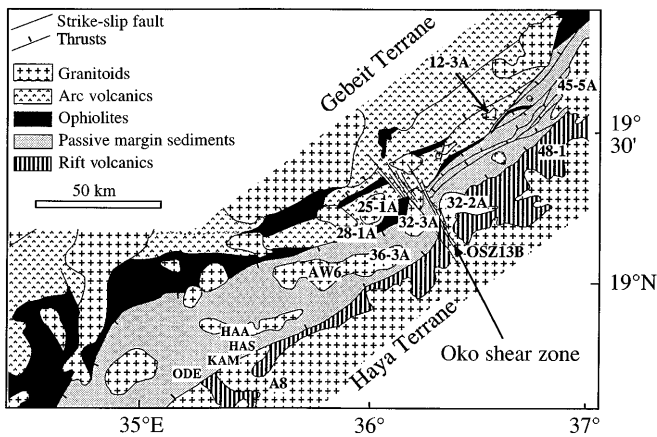 Strike-slip fault
Thrusts
Granitoids
Arc volcanics
Ophiolites
Passive margin sediments
Rift volcanics
50 km
Gebeit Terrane
12-3A
45-5A
19°
30'
48-1
25-1A
32-2A
32-3A
28-1A
OSZ13B
36-3A
AW6
19°N
Haya Terrane
HAA
HAS
KAM
ODE
A8
Oko shear zone
35°E
36°
37°